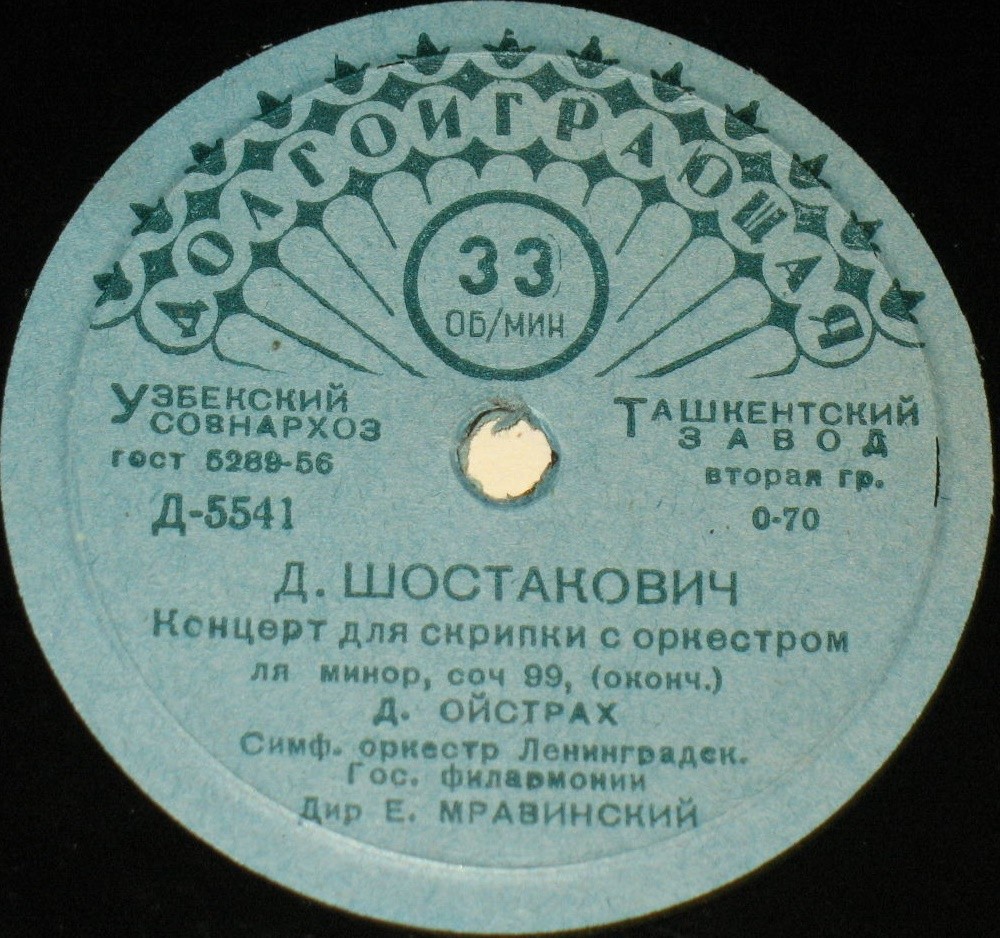 ДОЛГОИГРАЮЩАЯ
33
ОБ/МИН
УЗБЕКСКИЙ
СОВНАРХОЗ
гост 5289-56
Д-5541
ТАШКЕНТСКИЙ
ЗАВОД
вторая гр.
0-70
Д. ШОСТАКОВИЧ
Концерт для скрипки с оркестром
ля минор, соч 99, (оконч.)
Д. ОЙСТРАХ
Симф. оркестр Ленинградск.
Гос. филармонии
Дир Е. МРАВИНСКИЙ